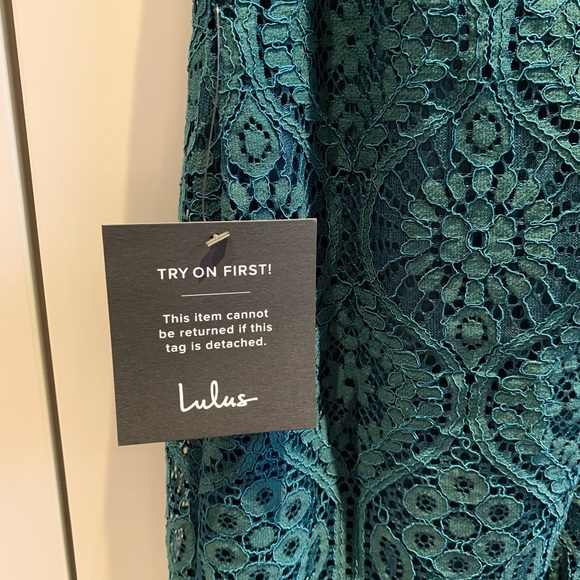 TRY ON FIRST!
This item cannot
be returned if this
tag is detached.
Lulus